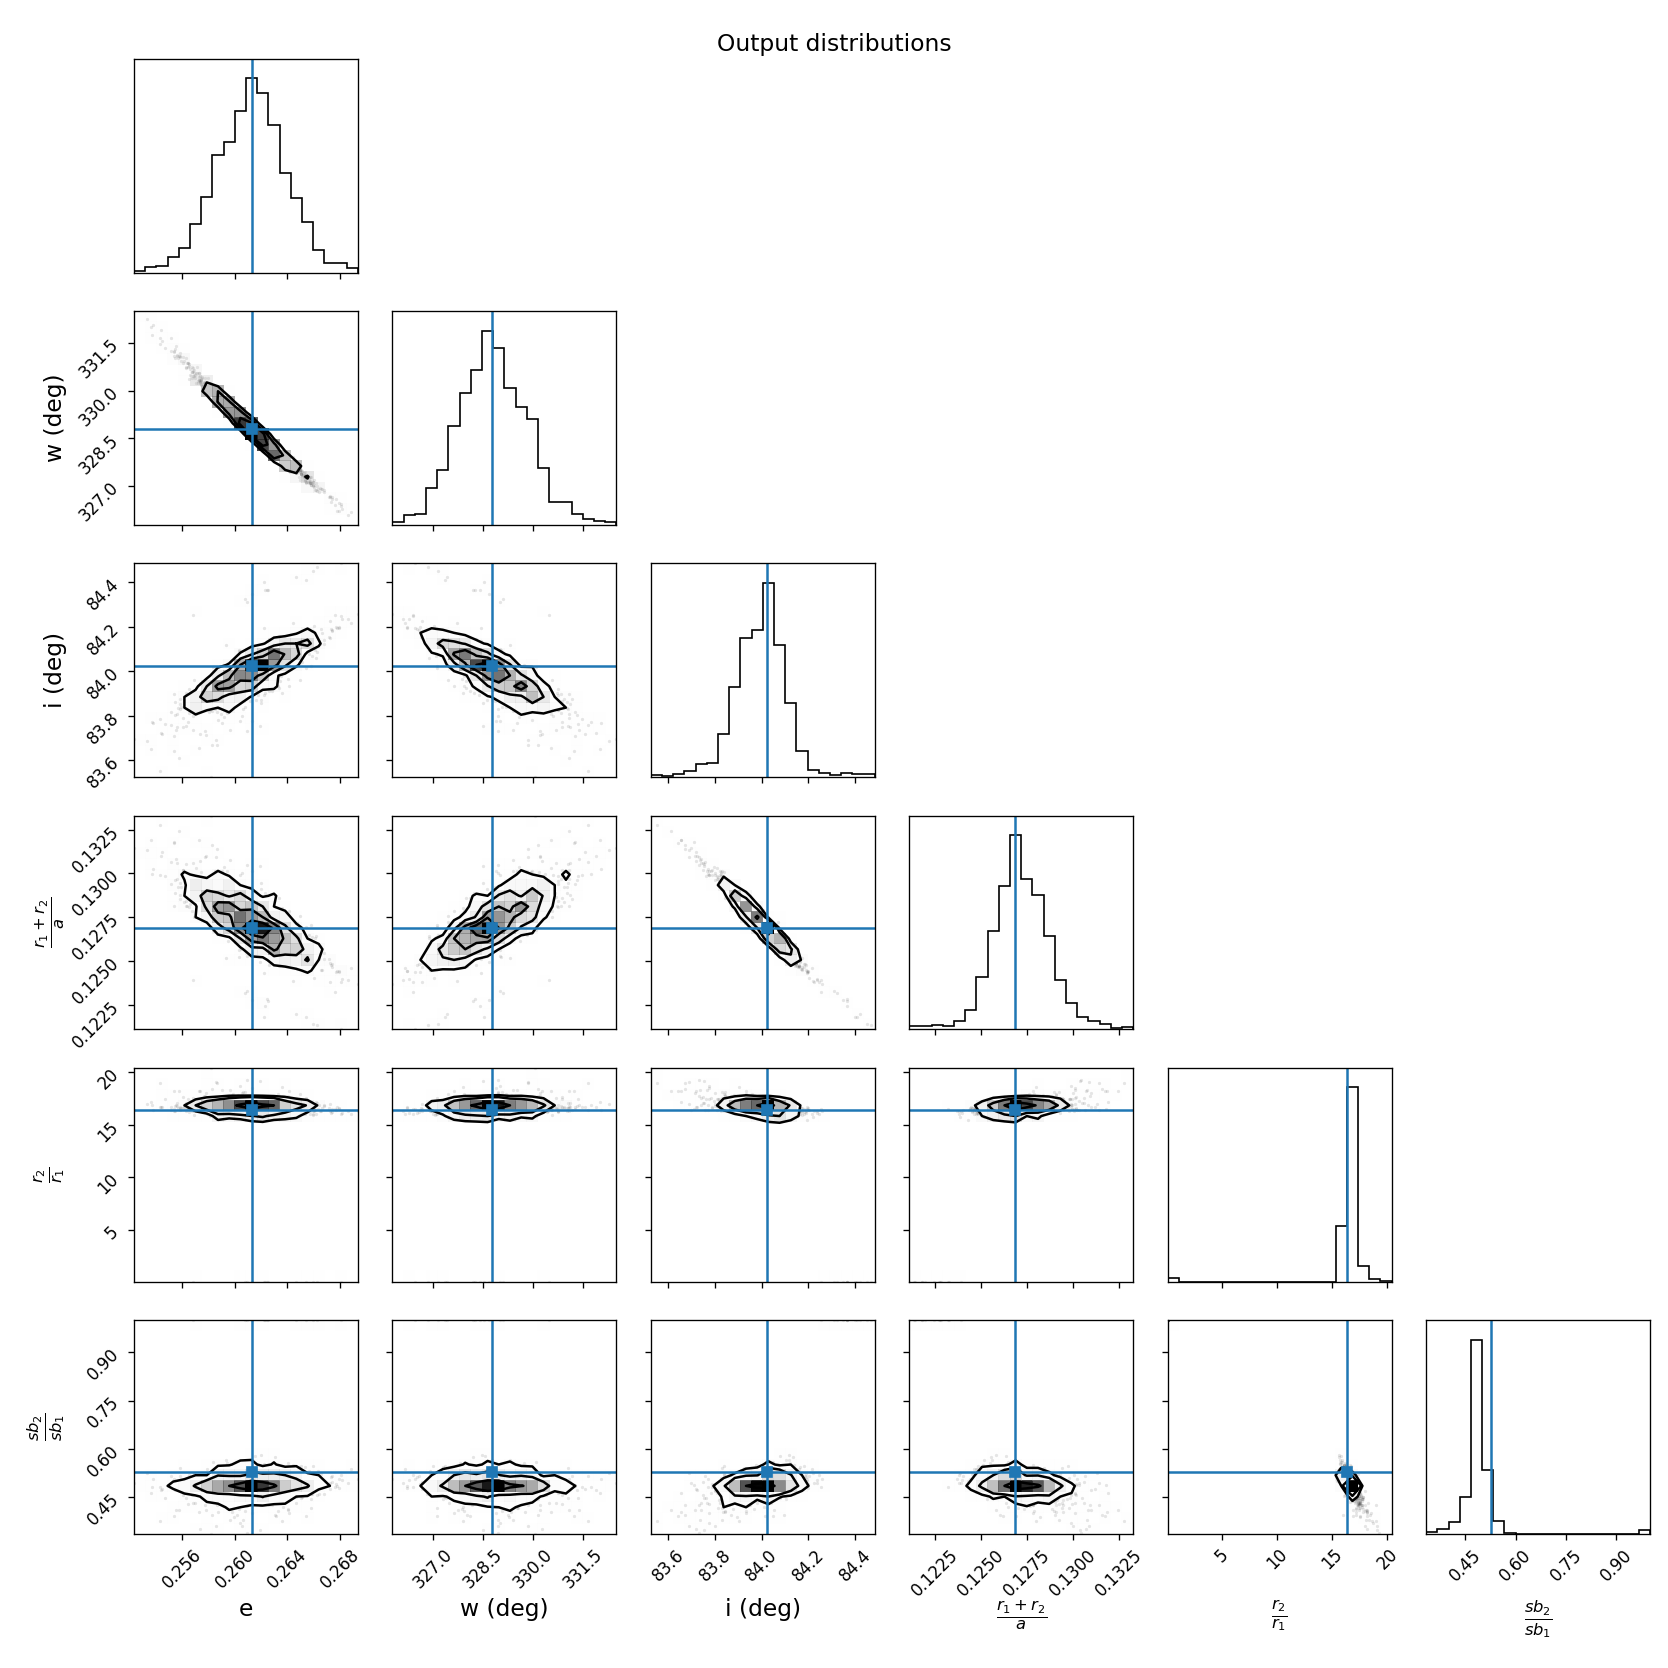 Output distributions
w (deg)
331.5
330.0
328.5
327.0
i (deg)
84.4
84.2
84.0
83.8
83.6
r₁ + r₂
a
0.1325
0.1300
0.1275
0.1250
0.1225
r₂
r₁
20
15
10
5
sb₂
sb₁
0.90
0.75
0.60
0.45
0.256 0.260 0.264 0.268
327.0 328.5 330.0 331.5
83.6 83.8 84.0 84.2 84.4
0.1225 0.1250 0.1275 0.1300 0.1325
5 10 15 20
0.45 0.60 0.75 0.90
e
w (deg)
i (deg)
r₁ + r₂
a
r₂
r₁
sb₂
sb₁